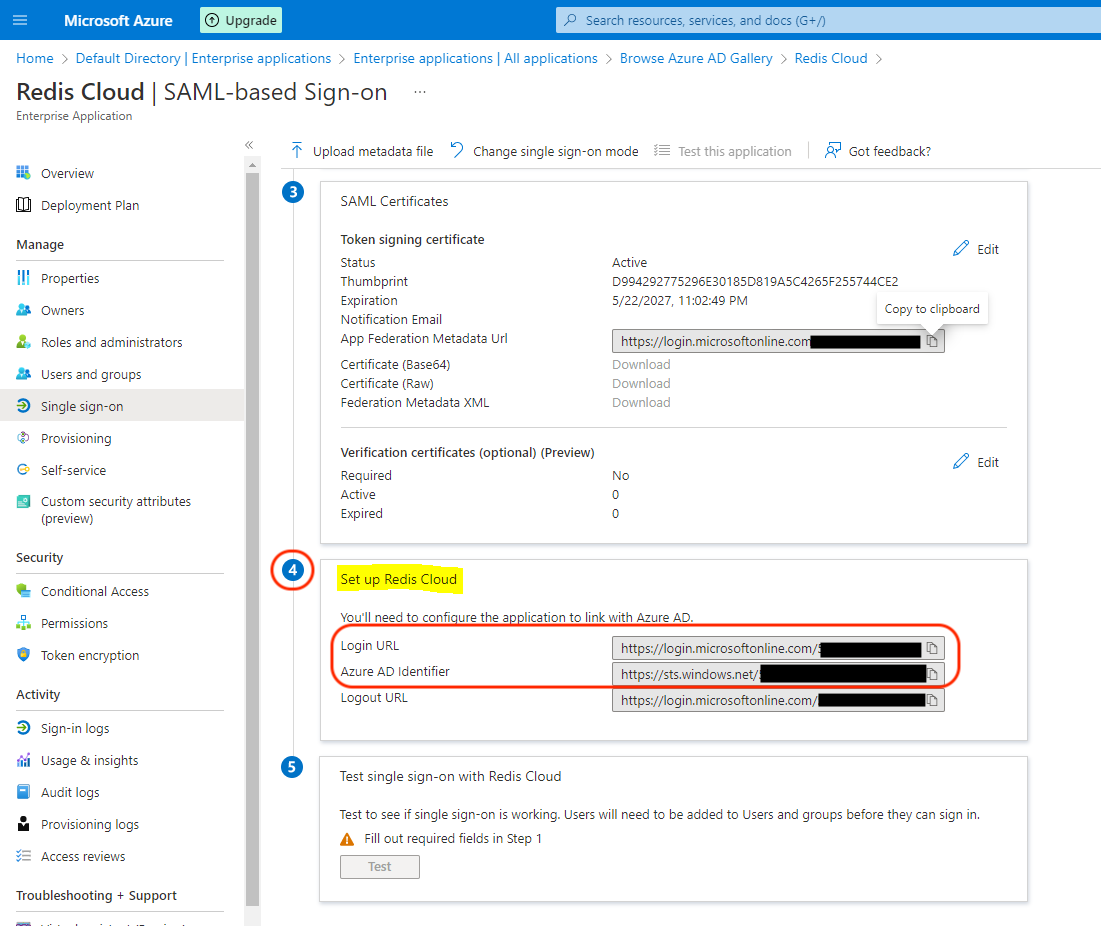 Microsoft Azure
Upgrade
Search resources, services, and docs (G+/)
Home > Default Directory | Enterprise applications > Enterprise applications | All applications > Browse Azure AD Gallery > Redis Cloud >
Redis Cloud | SAML-based Sign-on ...
Enterprise Application
Upload metadata file
Change single sign-on mode
Test this application
Got feedback?
Overview
Deployment Plan
Manage
Properties
Owners
Roles and administrators
Users and groups
Single sign-on
Provisioning
Self-service
Custom security attributes
(preview)
Security
Conditional Access
Permissions
Token encryption
Activity
Sign-in logs
Usage & insights
Audit logs
Provisioning logs
Access reviews
Troubleshooting + Support
3
SAML Certificates
Token signing certificate
Edit
Status Active
Thumbprint D994292775296E30185D819A5C4265F255744CE2
Expiration 5/22/2027, 11:02:49 PM
Notification Email
Copy to clipboard
App Federation Metadata Url https://login.microsoftonline.com
Certificate (Base64) Download
Certificate (Raw) Download
Federation Metadata XML Download
Verification certificates (optional) (Preview)
Edit
Required No
Active 0
Expired 0
4
Set up Redis Cloud
You'll need to configure the application to link with Azure AD.
Login URL https://login.microsoftonline.com/
Azure AD Identifier https://sts.windows.net/
Logout URL https://login.microsoftonline.com/
5
Test single sign-on with Redis Cloud
Test to see if single sign-on is working. Users will need to be added to Users and groups before they can sign in.
Fill out required fields in Step 1
Test